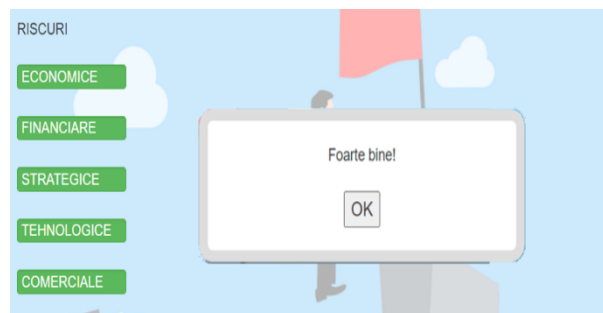 RISCURI
ECONOMICE
FINANCIARE
STRATEGICE
TEHNOLOGICE
COMERCIALE
Foarte bine!
OK